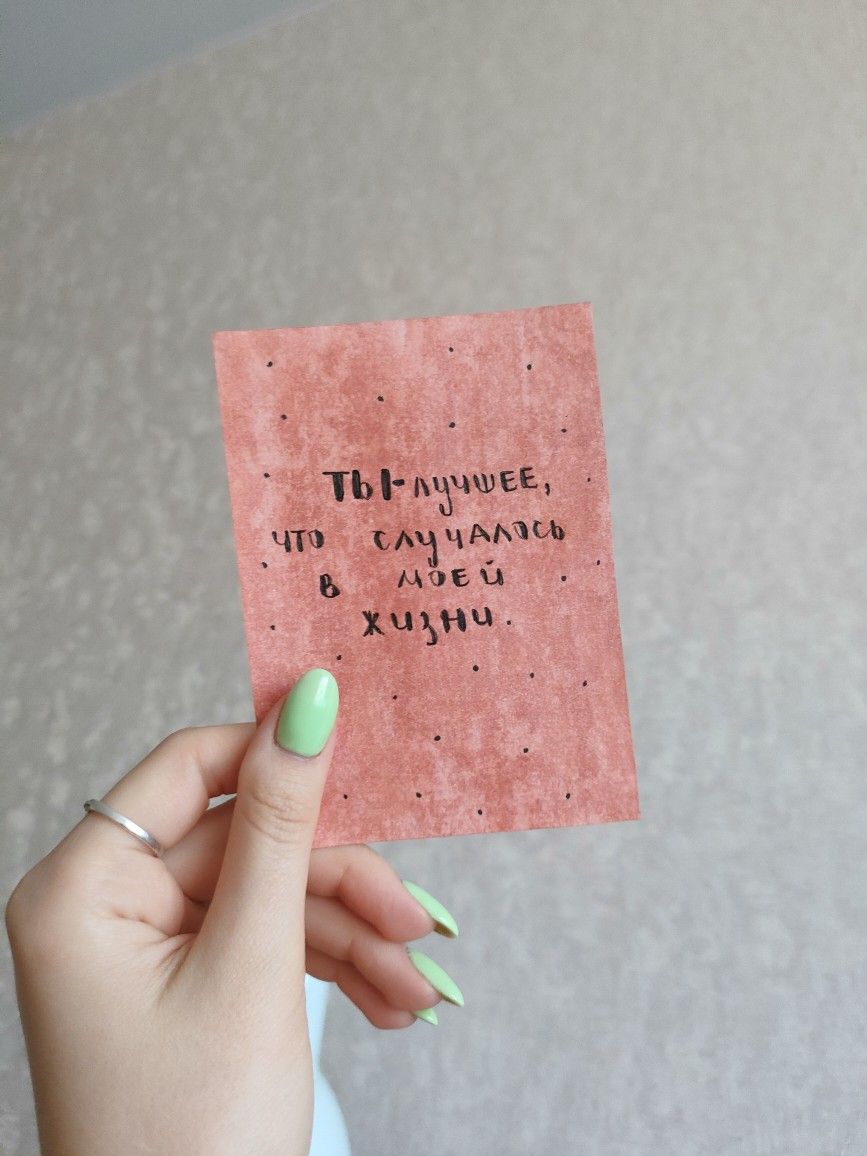 ТЫ-лучшее,
что случалось
в моей
жизни.